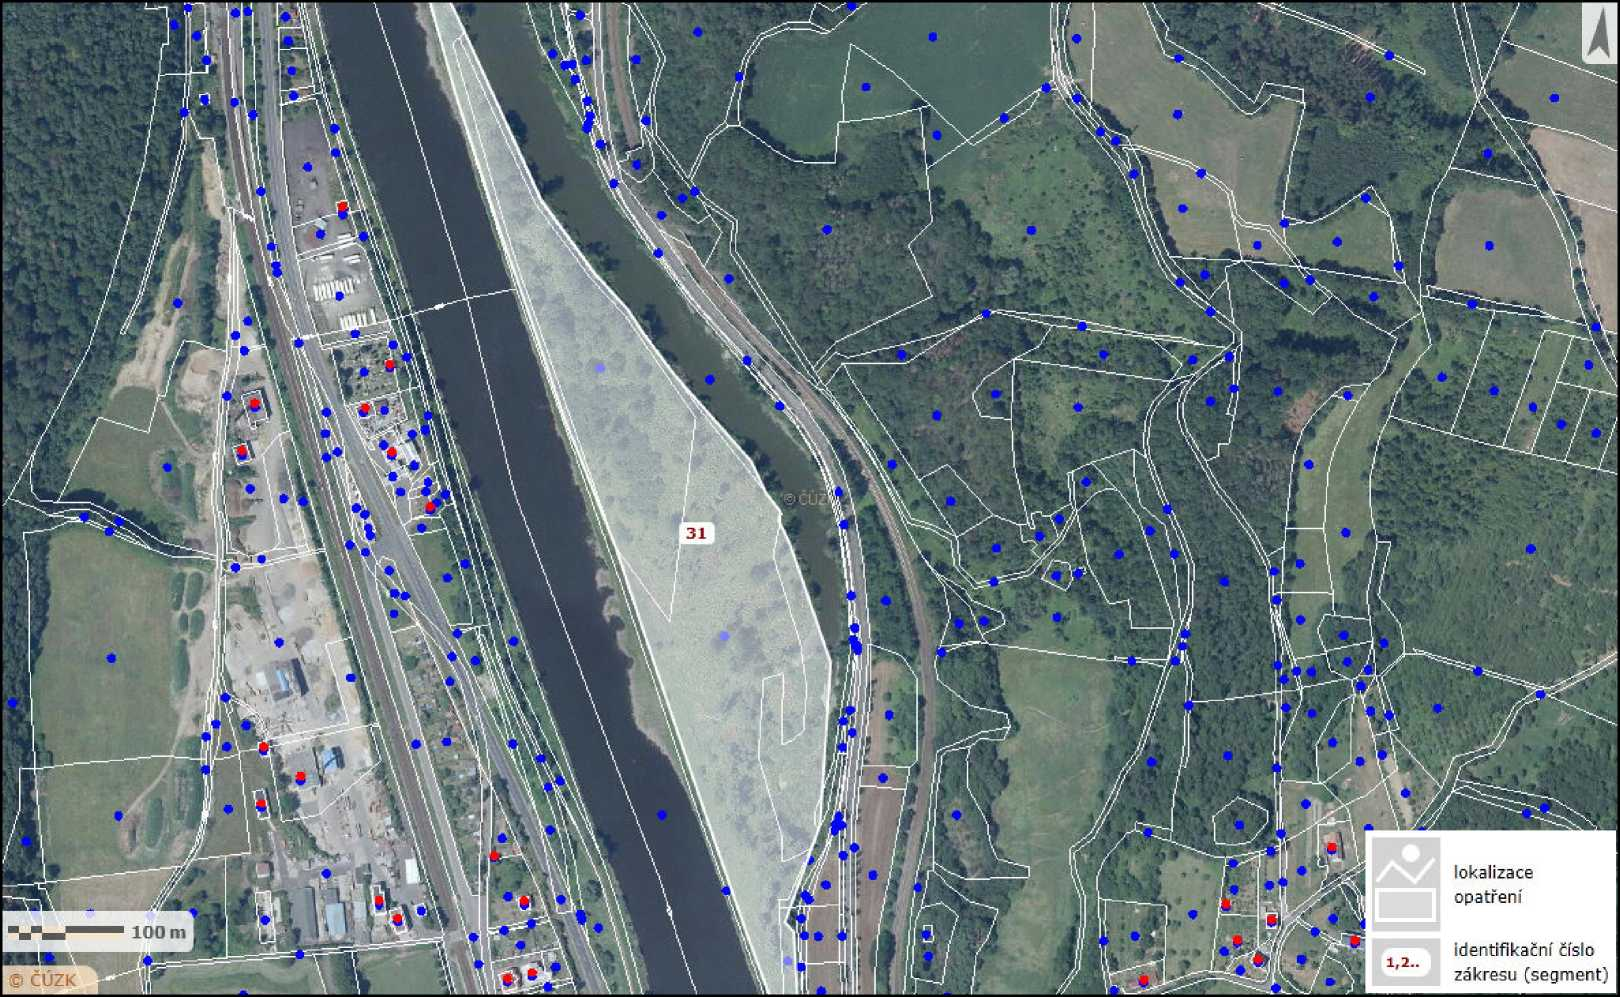 © ČÚZK
31
lokalizace
opatření
100 m
identifikační číslo
1,2..
zákresu (segment)
© ČÚZK